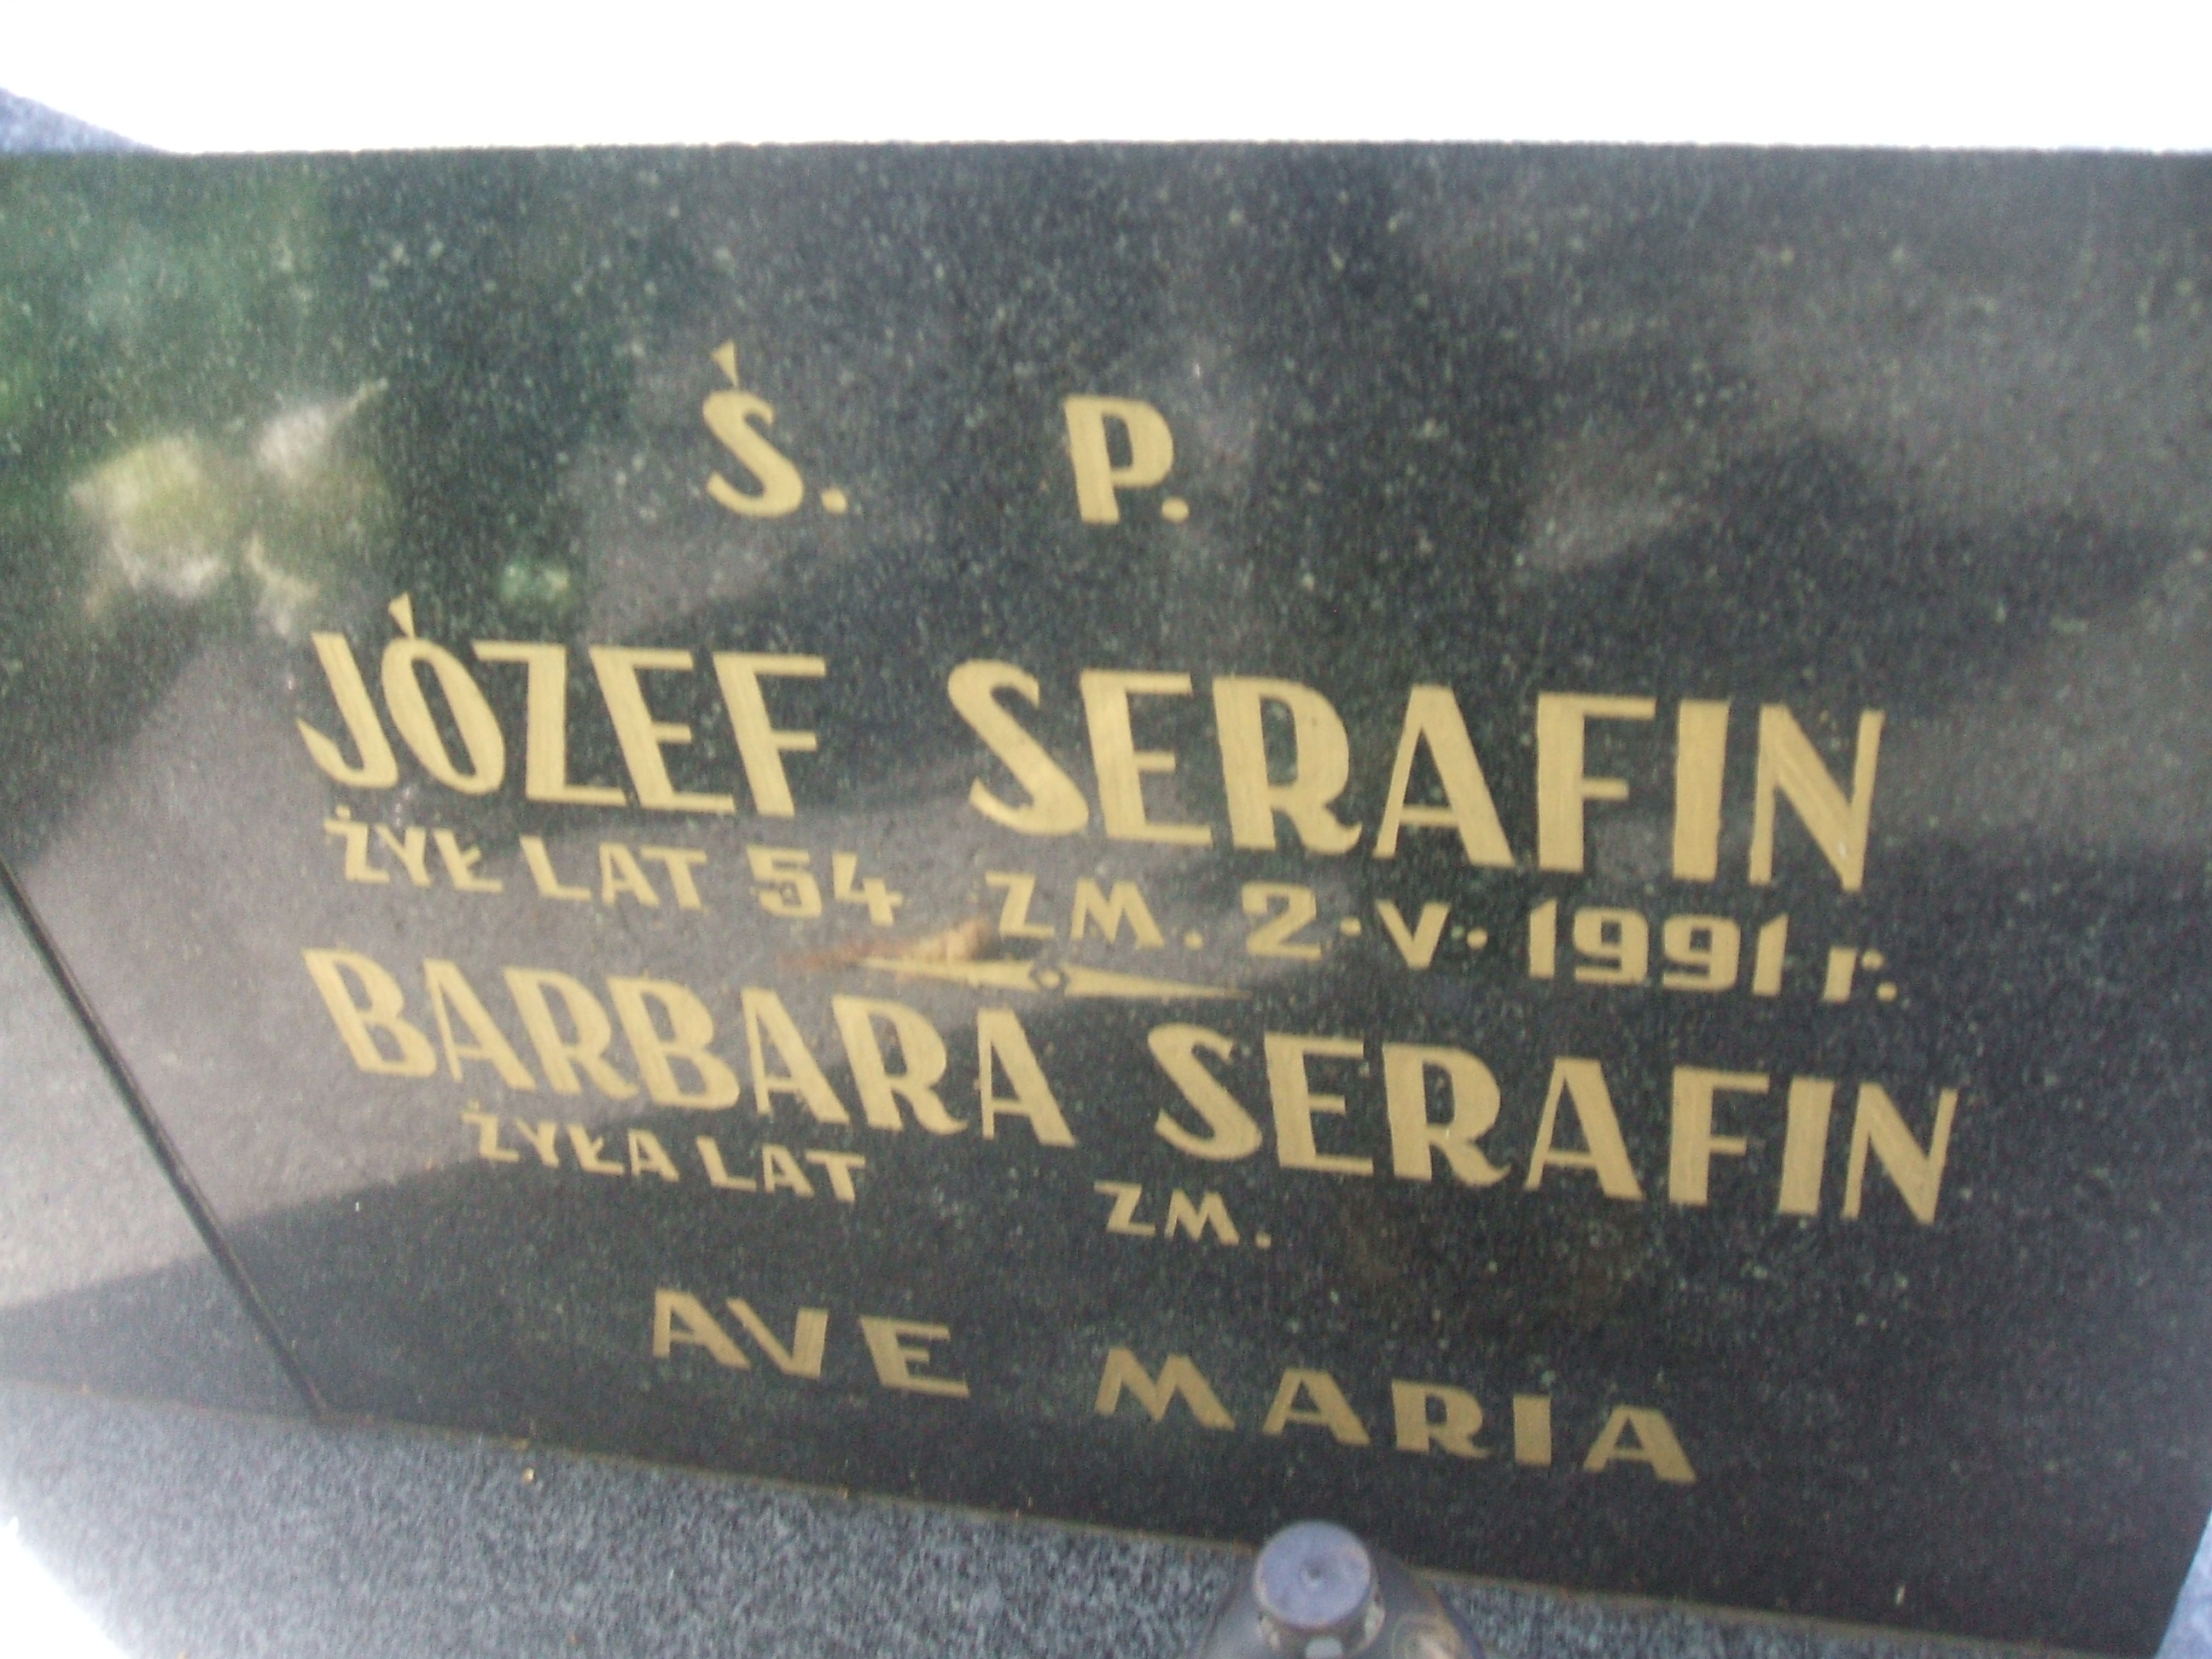 Ś. P.
JÓZEF SERAFIN
ŻYŁ LAT 54 ZM. 2·V·1991 r.
BARBARA SERAFIN
ŻYŁA LAT ZM.
AVE MARIA